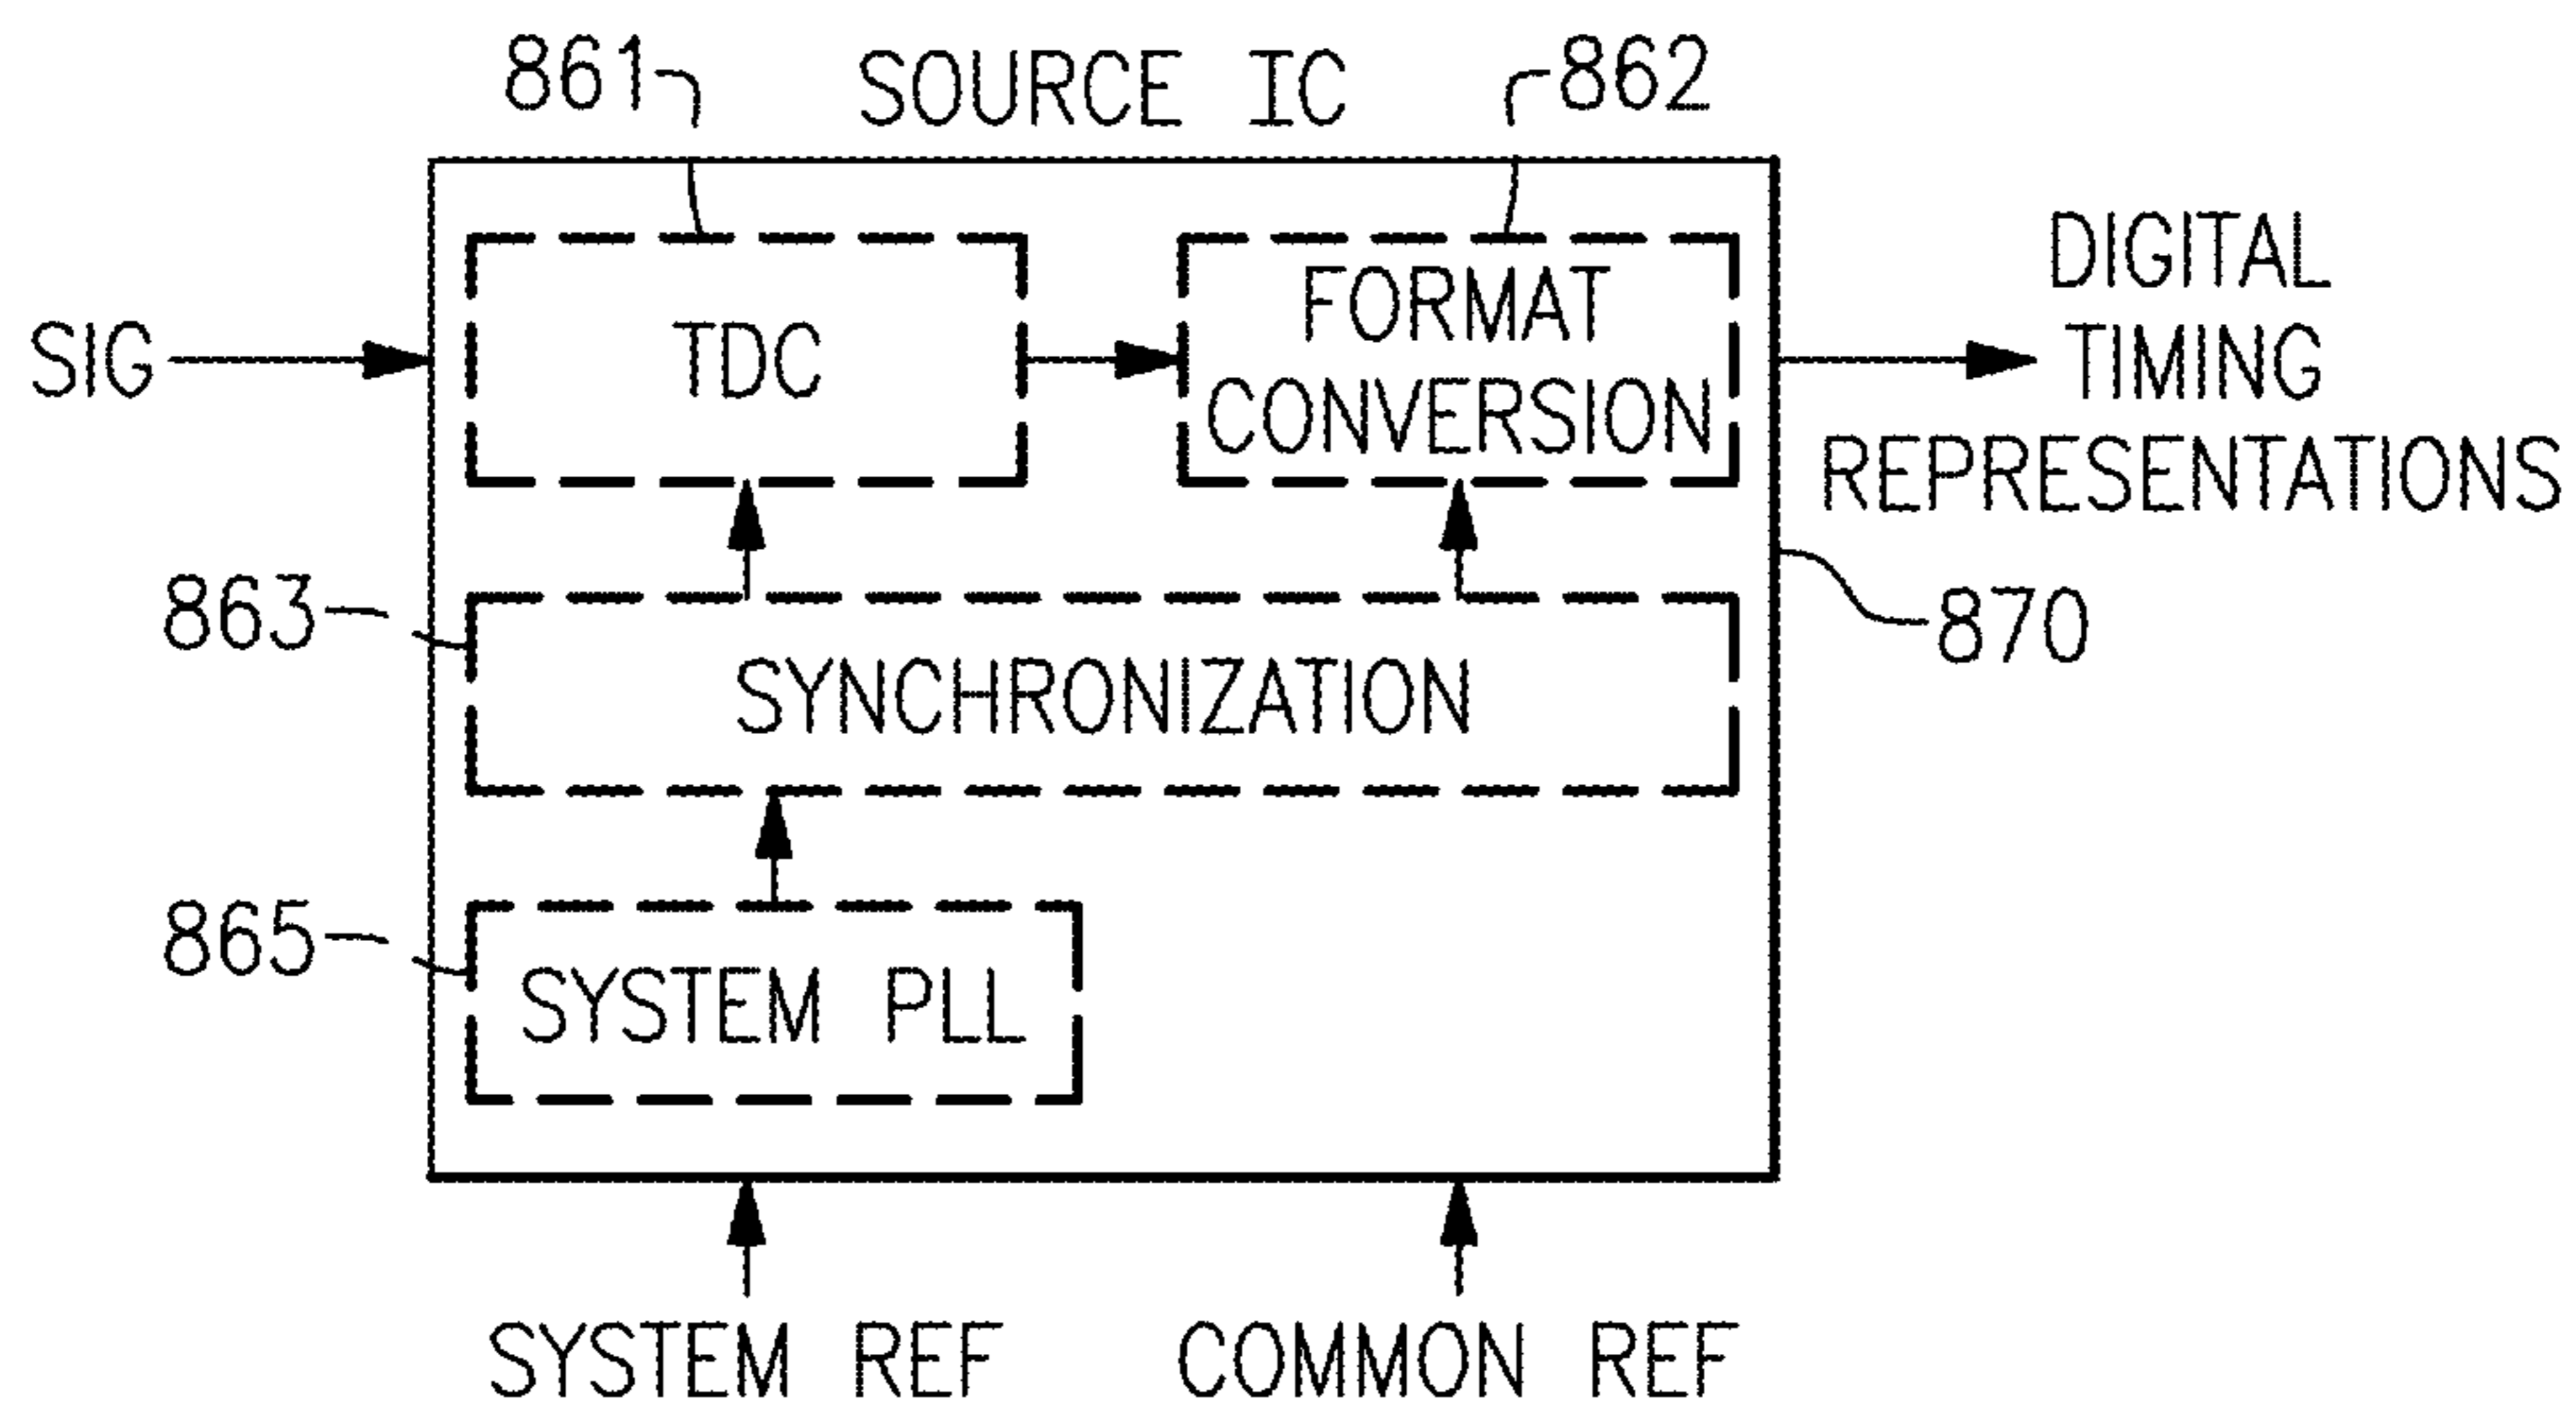 861
SOURCE IC
862
SIG
TDC
FORMAT
CONVERSION
DIGITAL
TIMING
REPRESENTATIONS
863
SYNCHRONIZATION
870
865
SYSTEM PLL
SYSTEM REF
COMMON REF